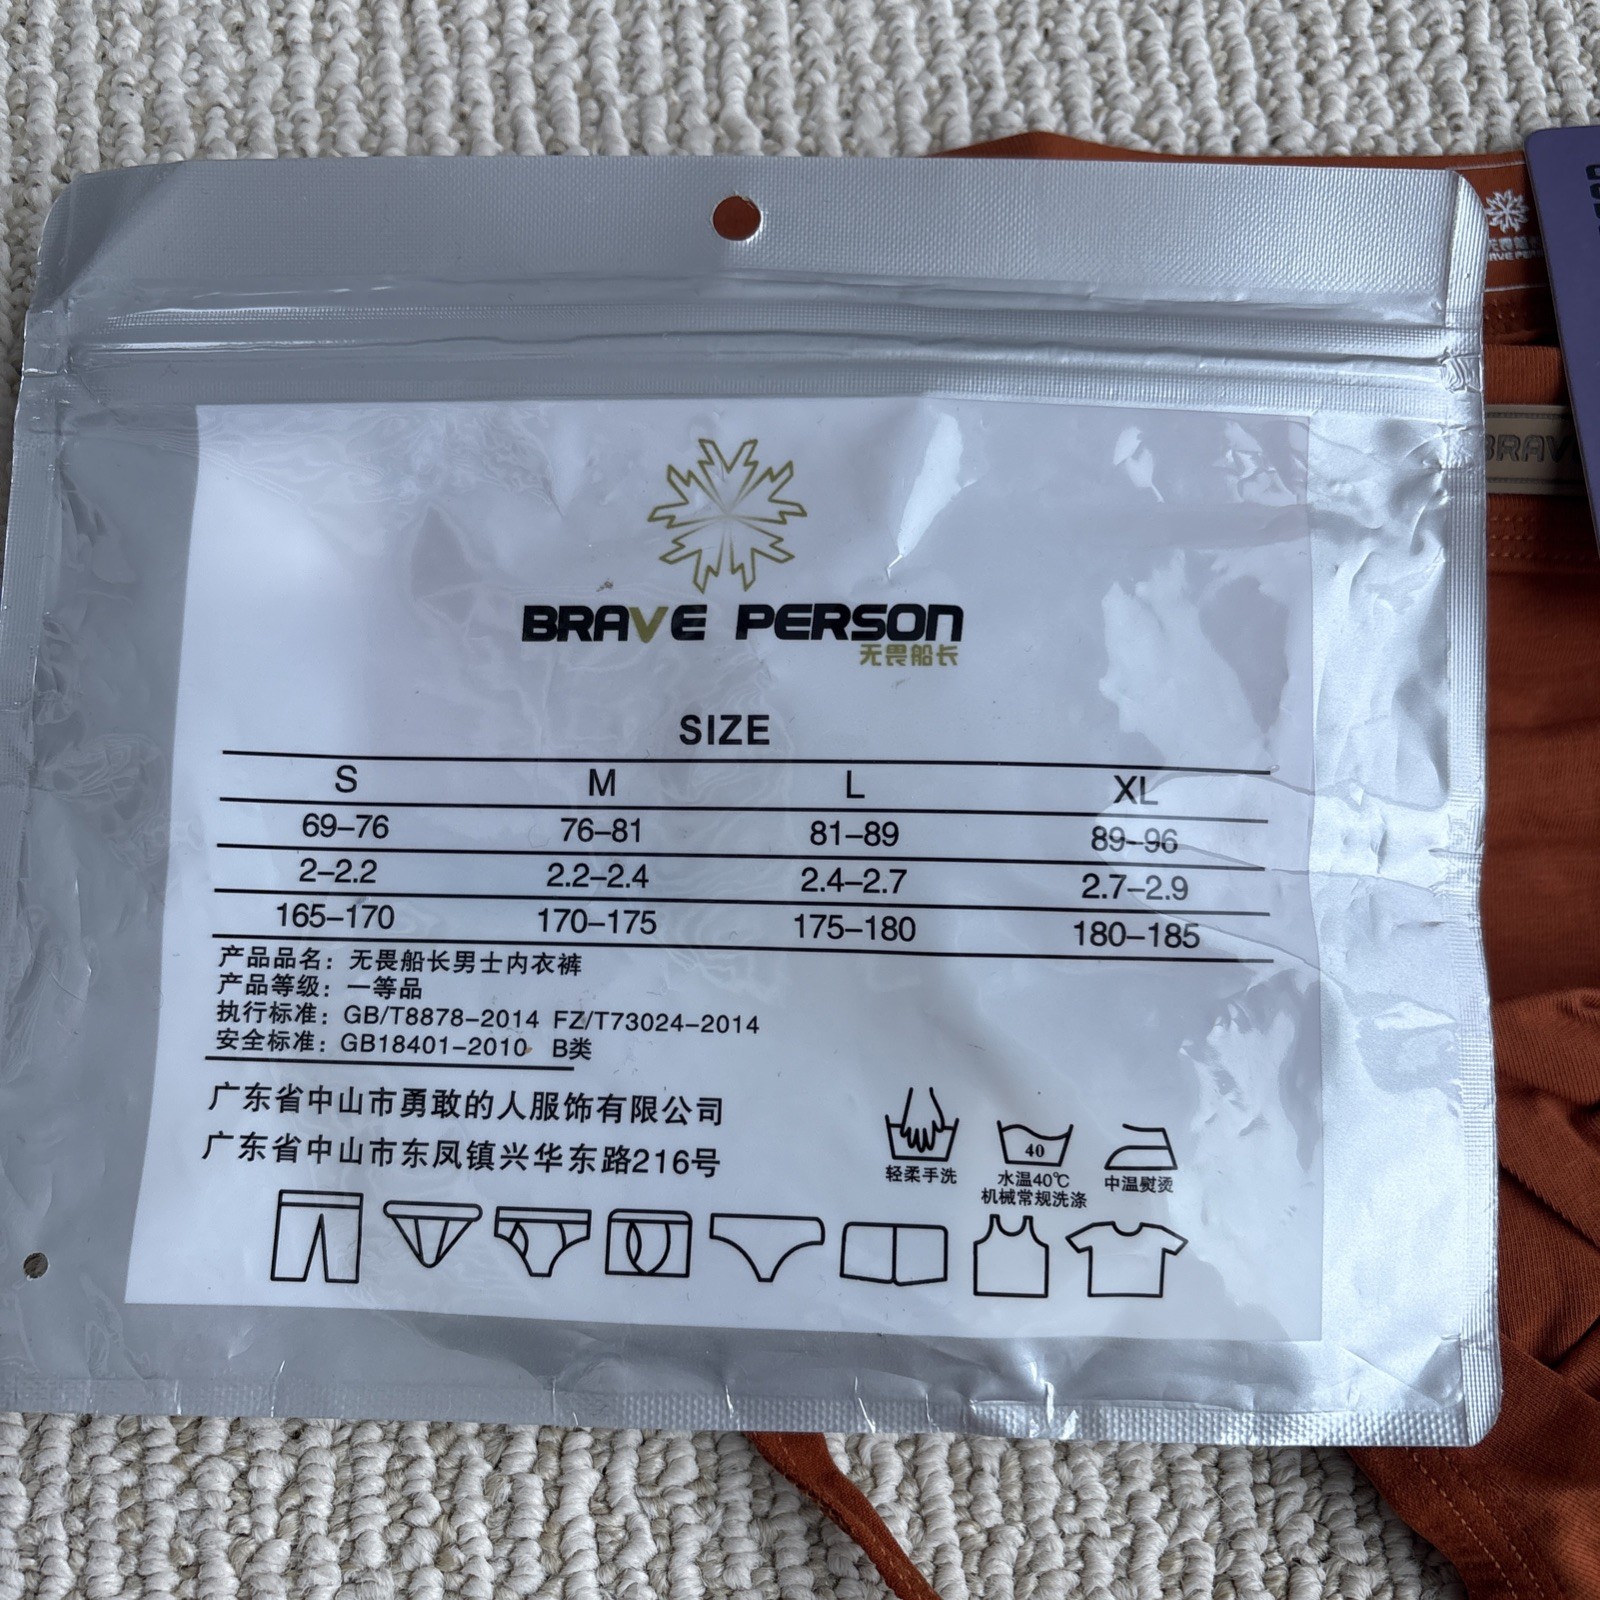 BRAVE PERSON
无畏船长
SIZE
S M L XL
69–76 76–81 81–89 89–96
2–2.2 2.2–2.4 2.4–2.7 2.7–2.9
165–170 170–175 175–180 180–185
产品品名：无畏船长男士内衣裤
产品等级：一等品
执行标准：GB/T8878-2014 FZ/T73024-2014
安全标准：GB18401-2010 B类
广东省中山市勇敢的人服饰有限公司
广东省中山市东凤镇兴华东路216号
轻柔手洗
40
水温40℃
机械常规洗涤
中温熨烫
BRAV